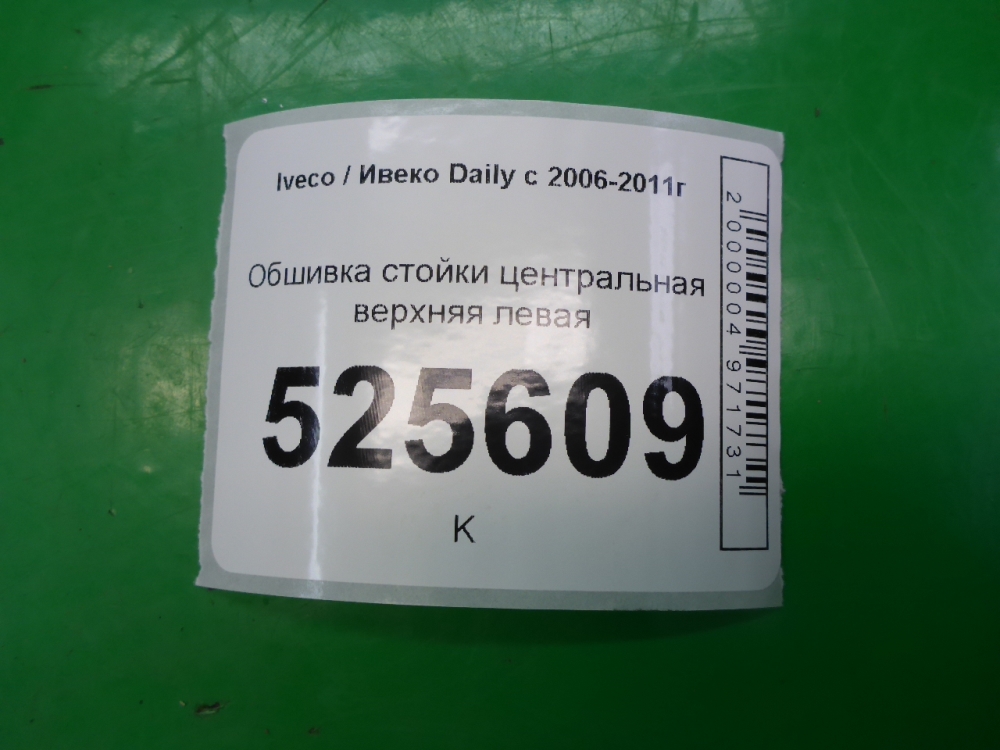 Iveco / Ивеко Daily с 2006-2011г
Обшивка стойки центральная
верхняя левая
525609
К
2000004971731